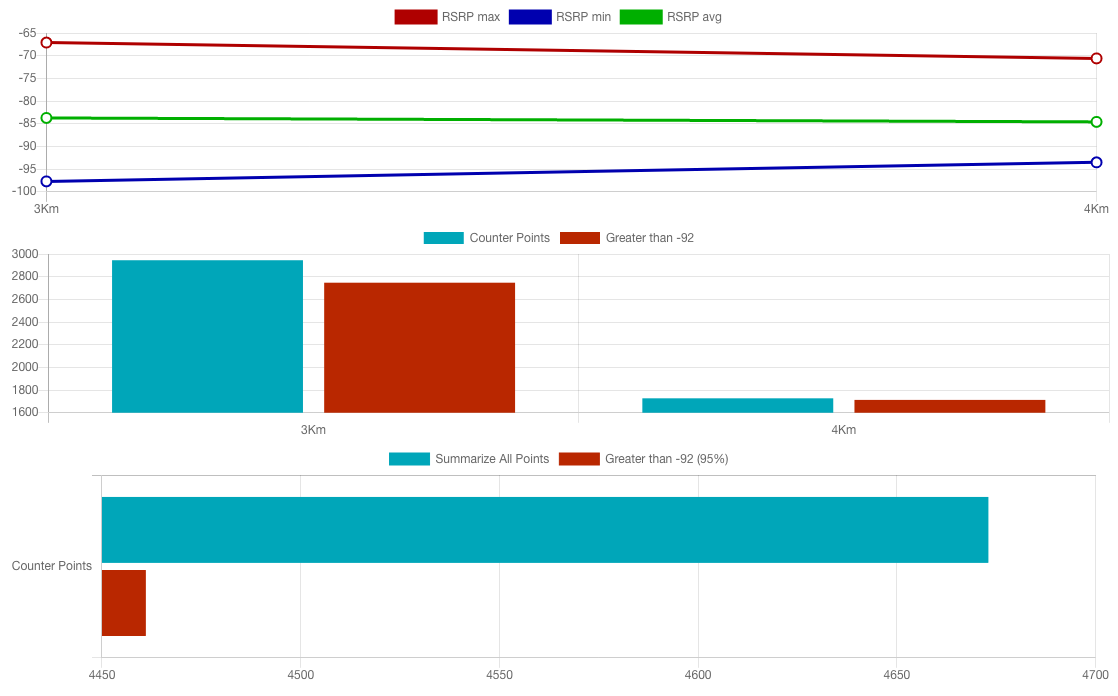 RSRP max RSRP min RSRP avg
-65
-70
-75
-80
-85
-90
-95
-100
3Km 4Km
Counter Points Greater than -92
3000
2800
2600
2400
2200
2000
1800
1600
3Km 4Km
Summarize All Points Greater than -92 (95%)
Counter Points
4450 4500 4550 4600 4650 4700